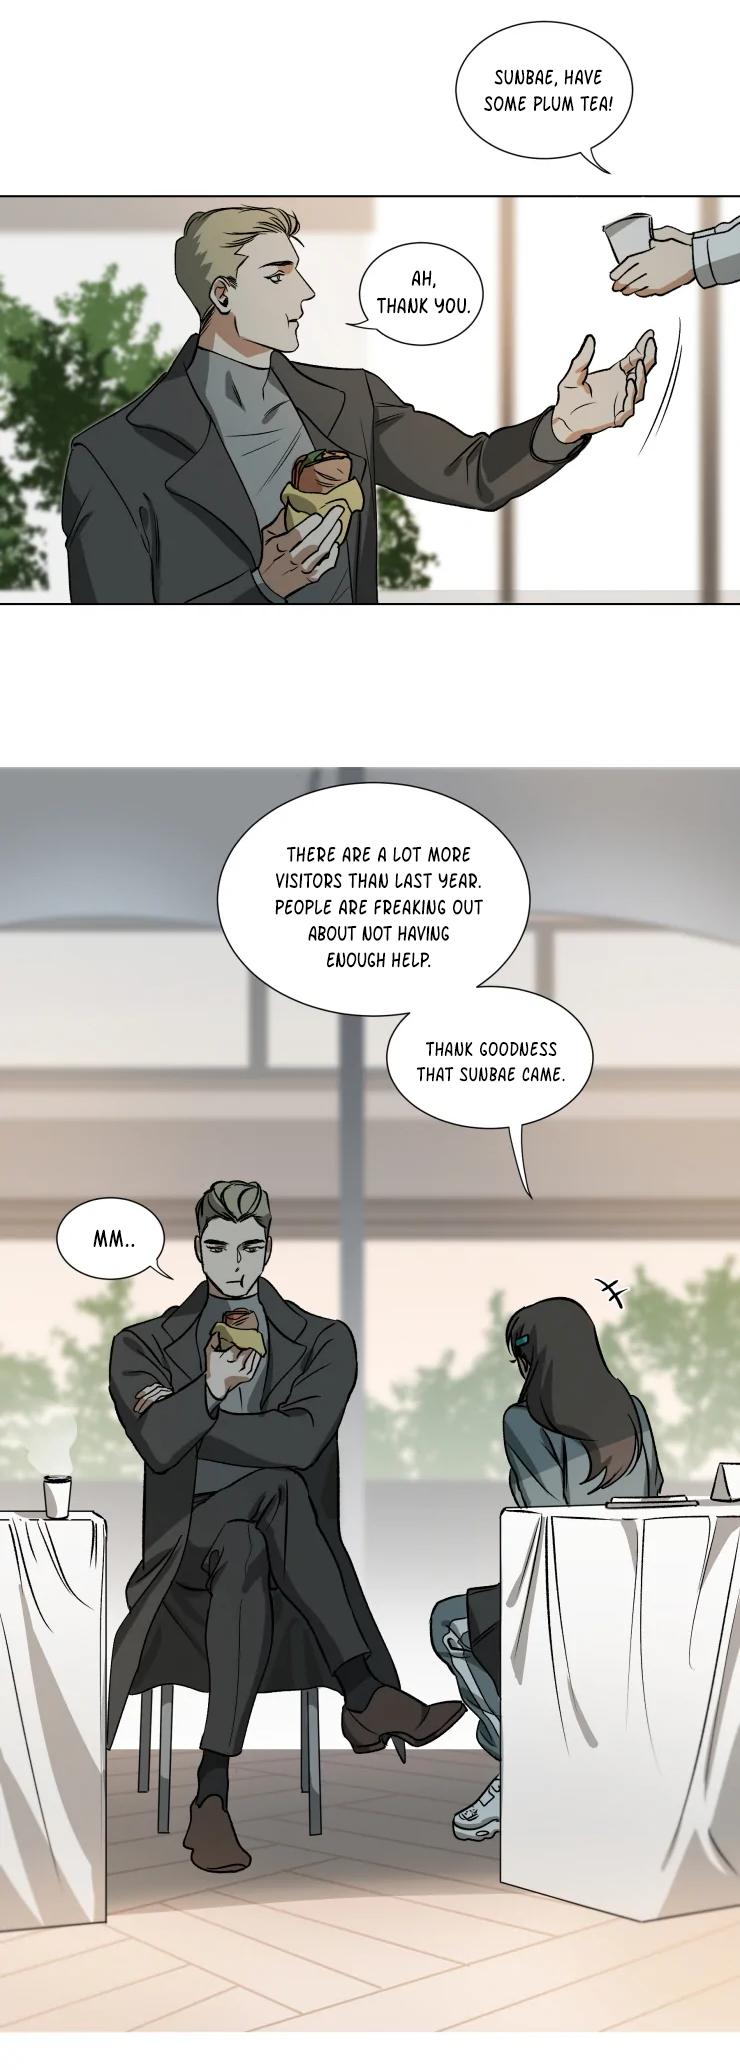 SUNBAE, HAVE
SOME PLUM TEA!
AH,
THANK YOU.
THERE ARE A LOT MORE
VISITORS THAN LAST YEAR.
PEOPLE ARE FREAKING OUT
ABOUT NOT HAVING
ENOUGH HELP.
THANK GOODNESS
THAT SUNBAE CAME.
MM..